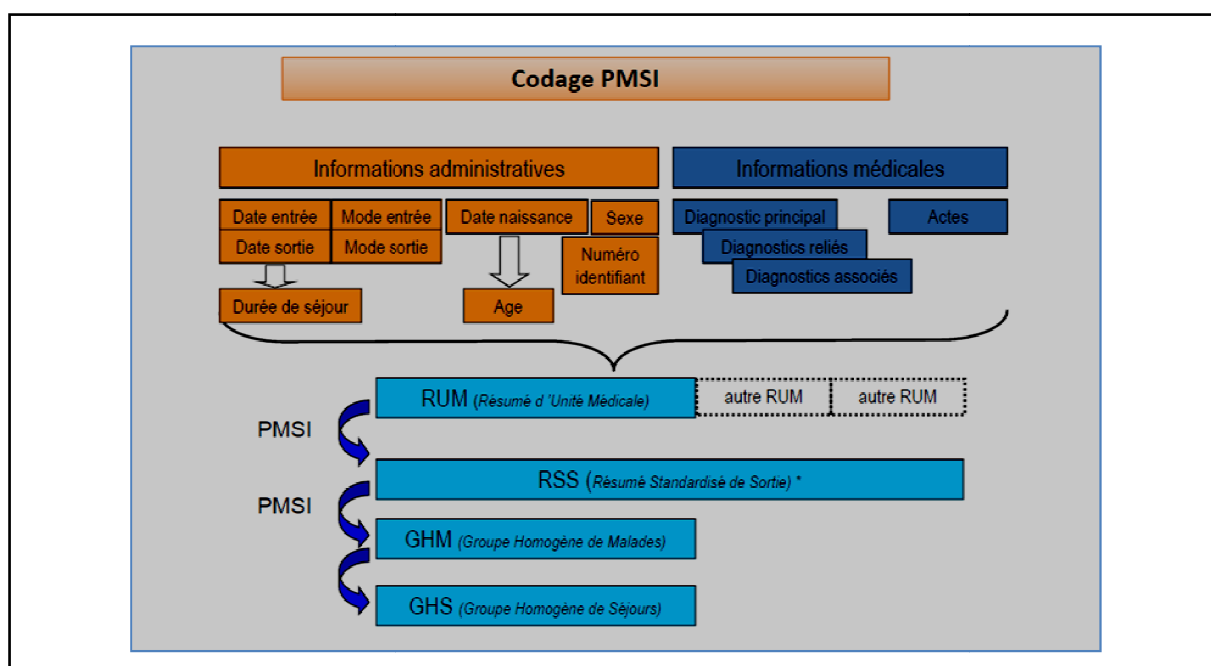 Codage PMSI
Informations administratives
Informations médicales
Date entrée
Mode entrée
Date naissance
Sexe
Diagnostic principal
Actes
Date sortie
Mode sortie
Numéro
identifiant
Diagnostics reliés
Diagnostics associés
Durée de séjour
Age
RUM (Résumé d 'Unité Médicale)
autre RUM
autre RUM
PMSI
RSS (Résumé Standardisé de Sortie) *
PMSI
GHM (Groupe Homogène de Malades)
GHS (Groupe Homogène de Séjours)